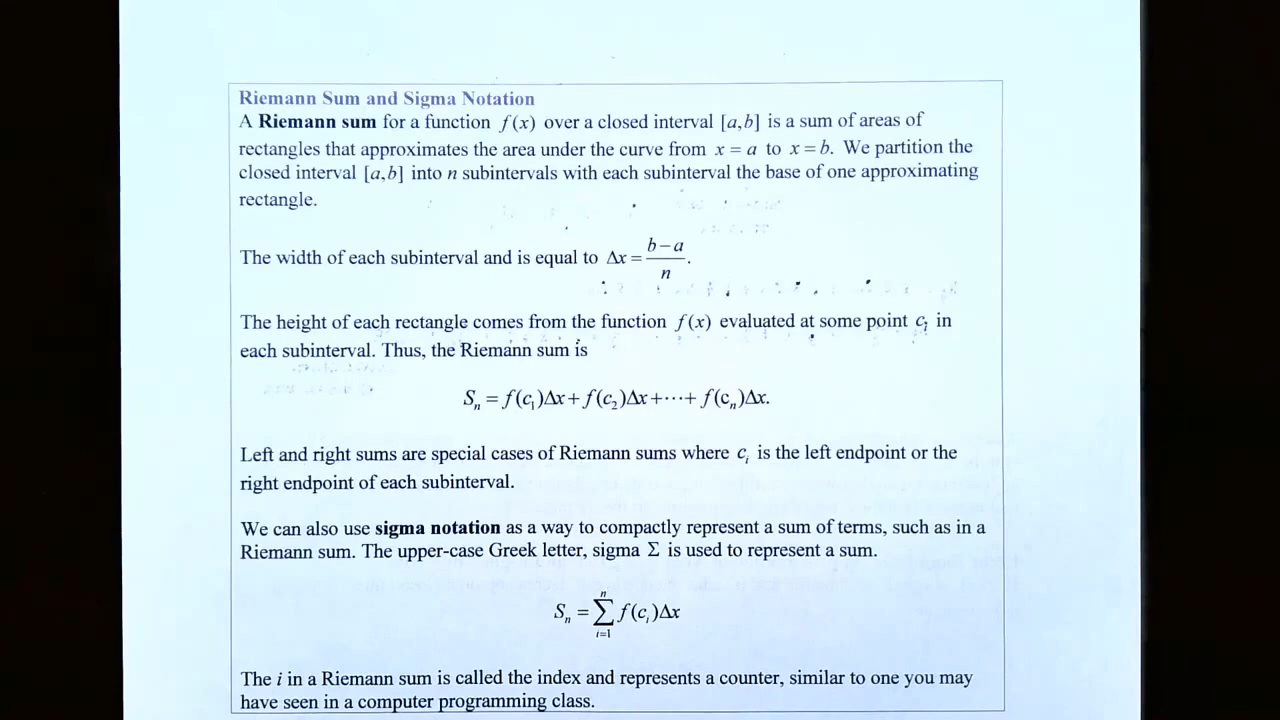 Riemann Sum and Sigma Notation
A Riemann sum for a function f(x) over a closed interval [a,b] is a sum of areas of
rectangles that approximates the area under the curve from x = a to x = b. We partition the
closed interval [a,b] into n subintervals with each subinterval the base of one approximating
rectangle.
The width of each subinterval and is equal to Δx = (b − a)/n.
The height of each rectangle comes from the function f(x) evaluated at some point cᵢ in
each subinterval. Thus, the Riemann sum is
Sₙ = f(c₁)Δx + f(c₂)Δx + ⋯ + f(cₙ)Δx.
Left and right sums are special cases of Riemann sums where cᵢ is the left endpoint or the
right endpoint of each subinterval.
We can also use sigma notation as a way to compactly represent a sum of terms, such as in a
Riemann sum. The upper-case Greek letter, sigma Σ is used to represent a sum.
Sₙ = ∑ᵢ₌₁ⁿ f(cᵢ)Δx
The i in a Riemann sum is called the index and represents a counter, similar to one you may
have seen in a computer programming class.